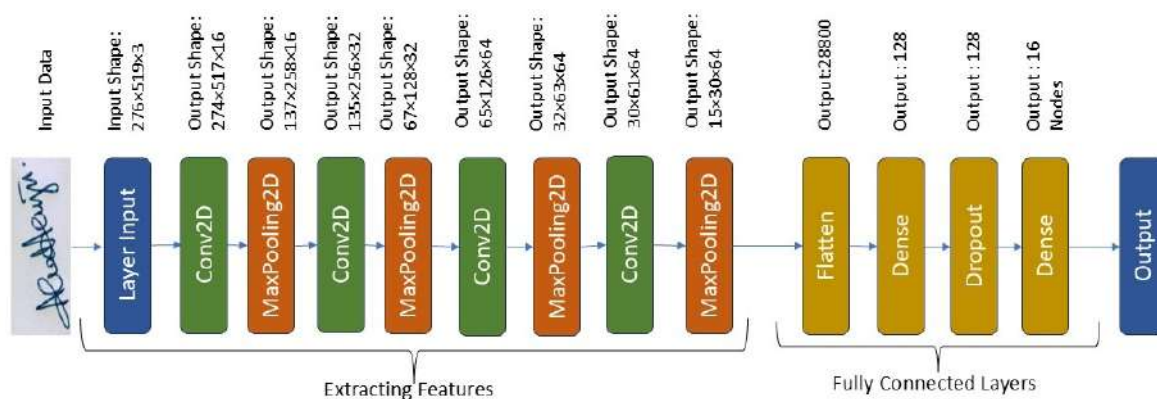 Input Data
Input Shape:
276×519×3
Output Shape:
274×517×16
Output Shape:
137×258×16
Output Shape:
135×256×32
Output Shape:
67×128×32
Output Shape:
65×126×64
Output Shape:
32×63×64
Output Shape:
30×61×64
Output Shape:
15×30×64
Output:28800
Output : 128
Output : 128
Output : 16
Nodes
Layer Input
Conv2D
MaxPooling2D
Conv2D
MaxPooling2D
Conv2D
MaxPooling2D
Conv2D
MaxPooling2D
Flatten
Dense
Dropout
Dense
Output
Extracting Features
Fully Connected Layers